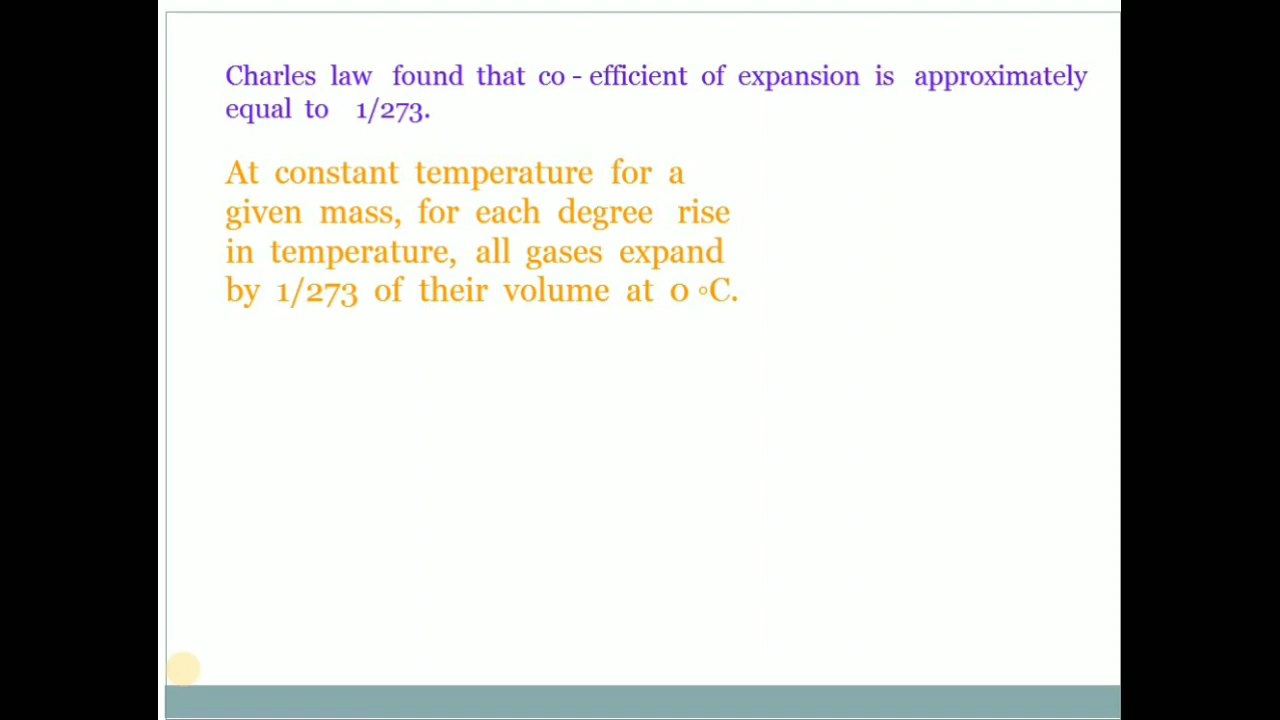 Charles law found that co - efficient of expansion is approximately
equal to 1/273.
At constant temperature for a
given mass, for each degree rise
in temperature, all gases expand
by 1/273 of their volume at 0 °C.